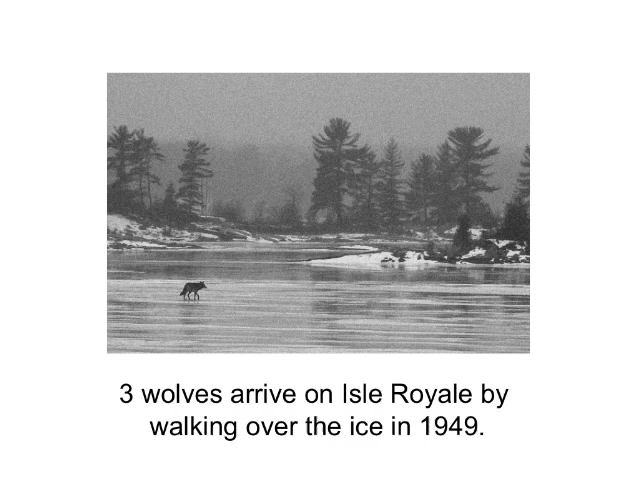 3 wolves arrive on Isle Royale by
walking over the ice in 1949.